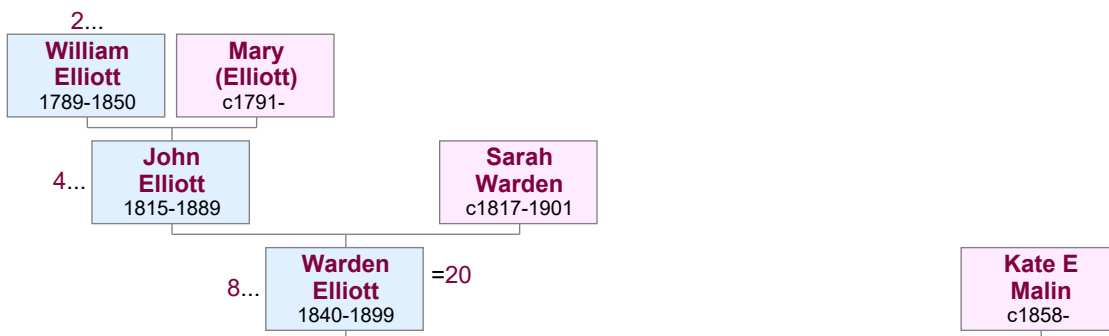 2...
William
Elliott
1789-1850
Mary
(Elliott)
c1791-
4...
John
Elliott
1815-1889
Sarah
Warden
c1817-1901
8...
Warden
Elliott
1840-1899
=20
Kate E
Malin
c1858-